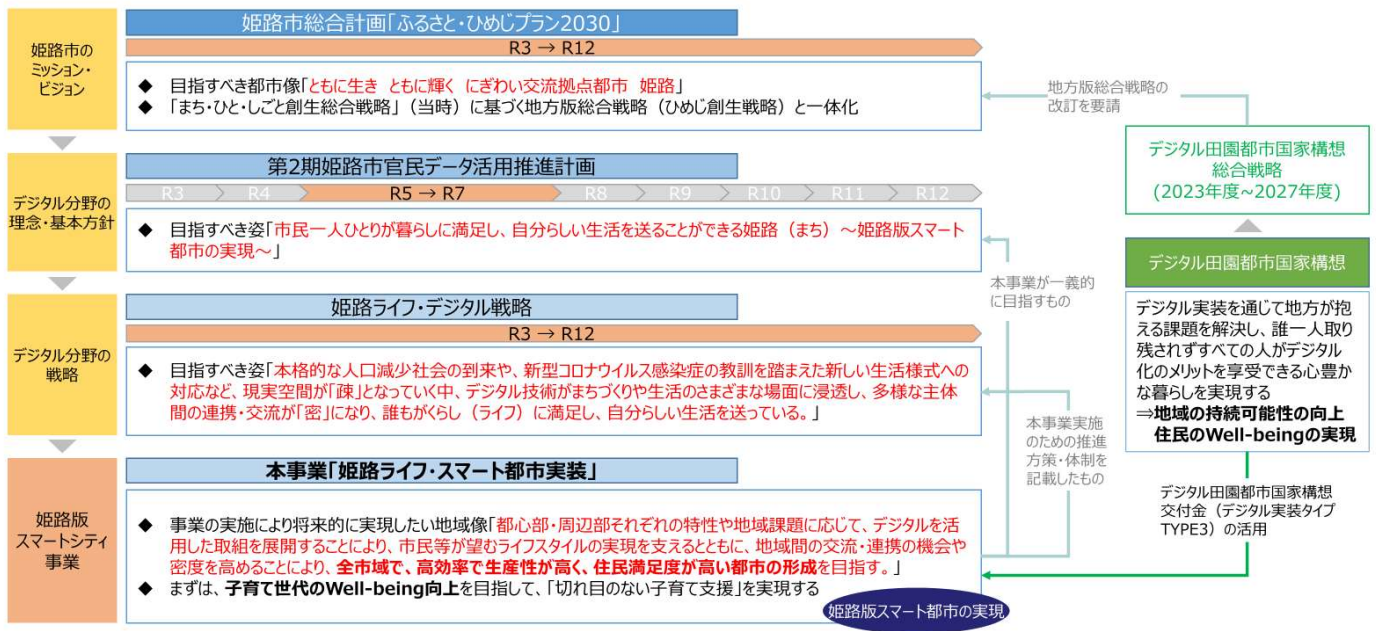 姫路市の
ミッション・
ビジョン
姫路市総合計画「ふるさと・ひめじプラン2030」
R3 → R12
◆ 目指すべき都市像「ともに生き ともに輝く にぎわい交流拠点都市 姫路」
◆ 「まち・ひと・しごと創生総合戦略」（当時）に基づく地方版総合戦略（ひめじ創生戦略）と一体化
デジタル分野の
理念・基本方針
第2期姫路市官民データ活用推進計画
R3 R4 R5 → R7 R8 R9 R10 R11 R12
◆ 目指すべき姿「市民一人ひとりが暮らしに満足し、自分らしい生活を送ることができる姫路（まち）～姫路版スマート
都市の実現～」
デジタル分野の
戦略
姫路ライフ・デジタル戦略
R3 → R12
◆ 目指すべき姿「本格的な人口減少社会の到来や、新型コロナウイルス感染症の教訓を踏まえた新しい生活様式への
対応など、現実空間が「疎」となっていく中、デジタル技術がまちづくりや生活のさまざまな場面に浸透し、多様な主体
間の連携・交流が「密」になり、誰もがくらし（ライフ）に満足し、自分らしい生活を送っている。」
姫路版
スマートシティ
事業
本事業「姫路ライフ・スマート都市実装」
◆ 事業の実施により将来的に実現したい地域像「都心部・周辺部それぞれの特性や地域課題に応じて、デジタルを活
用した取組を展開することにより、市民等が望むライフスタイルの実現を支えるとともに、地域間の交流・連携の機会や
密度を高めることにより、全市域で、高効率で生産性が高く、住民満足度が高い都市の形成を目指す。」
◆ まずは、子育て世代のWell-being向上を目指して、「切れ目のない子育て支援」を実現する
姫路版スマート都市の実現
地方版総合戦略の
改訂を要請
本事業が一義的
に目指すもの
本事業実施
のための推進
方策・体制を
記載したもの
デジタル田園都市国家構想
総合戦略
(2023年度~2027年度)
デジタル田園都市国家構想
デジタル実装を通じて地方が抱
える課題を解決し、誰一人取り
残されずすべての人がデジタル
化のメリットを享受できる心豊か
な暮らしを実現する
⇒地域の持続可能性の向上
住民のWell-beingの実現
デジタル田園都市国家構想
交付金（デジタル実装タイプ
TYPE3）の活用